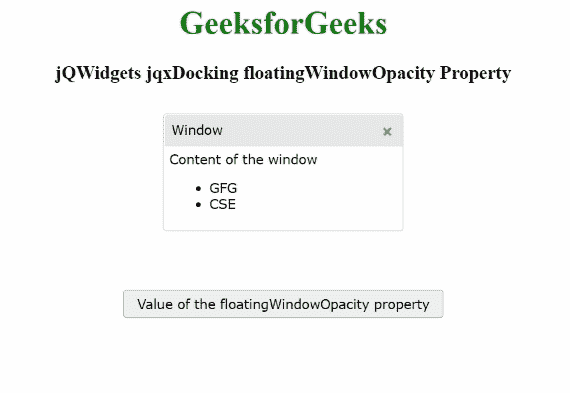 GeeksforGeeks
jQWidgets jqxDocking floatingWindowOpacity Property
Window
Content of the window
GFG
CSE
Value of the floatingWindowOpacity property